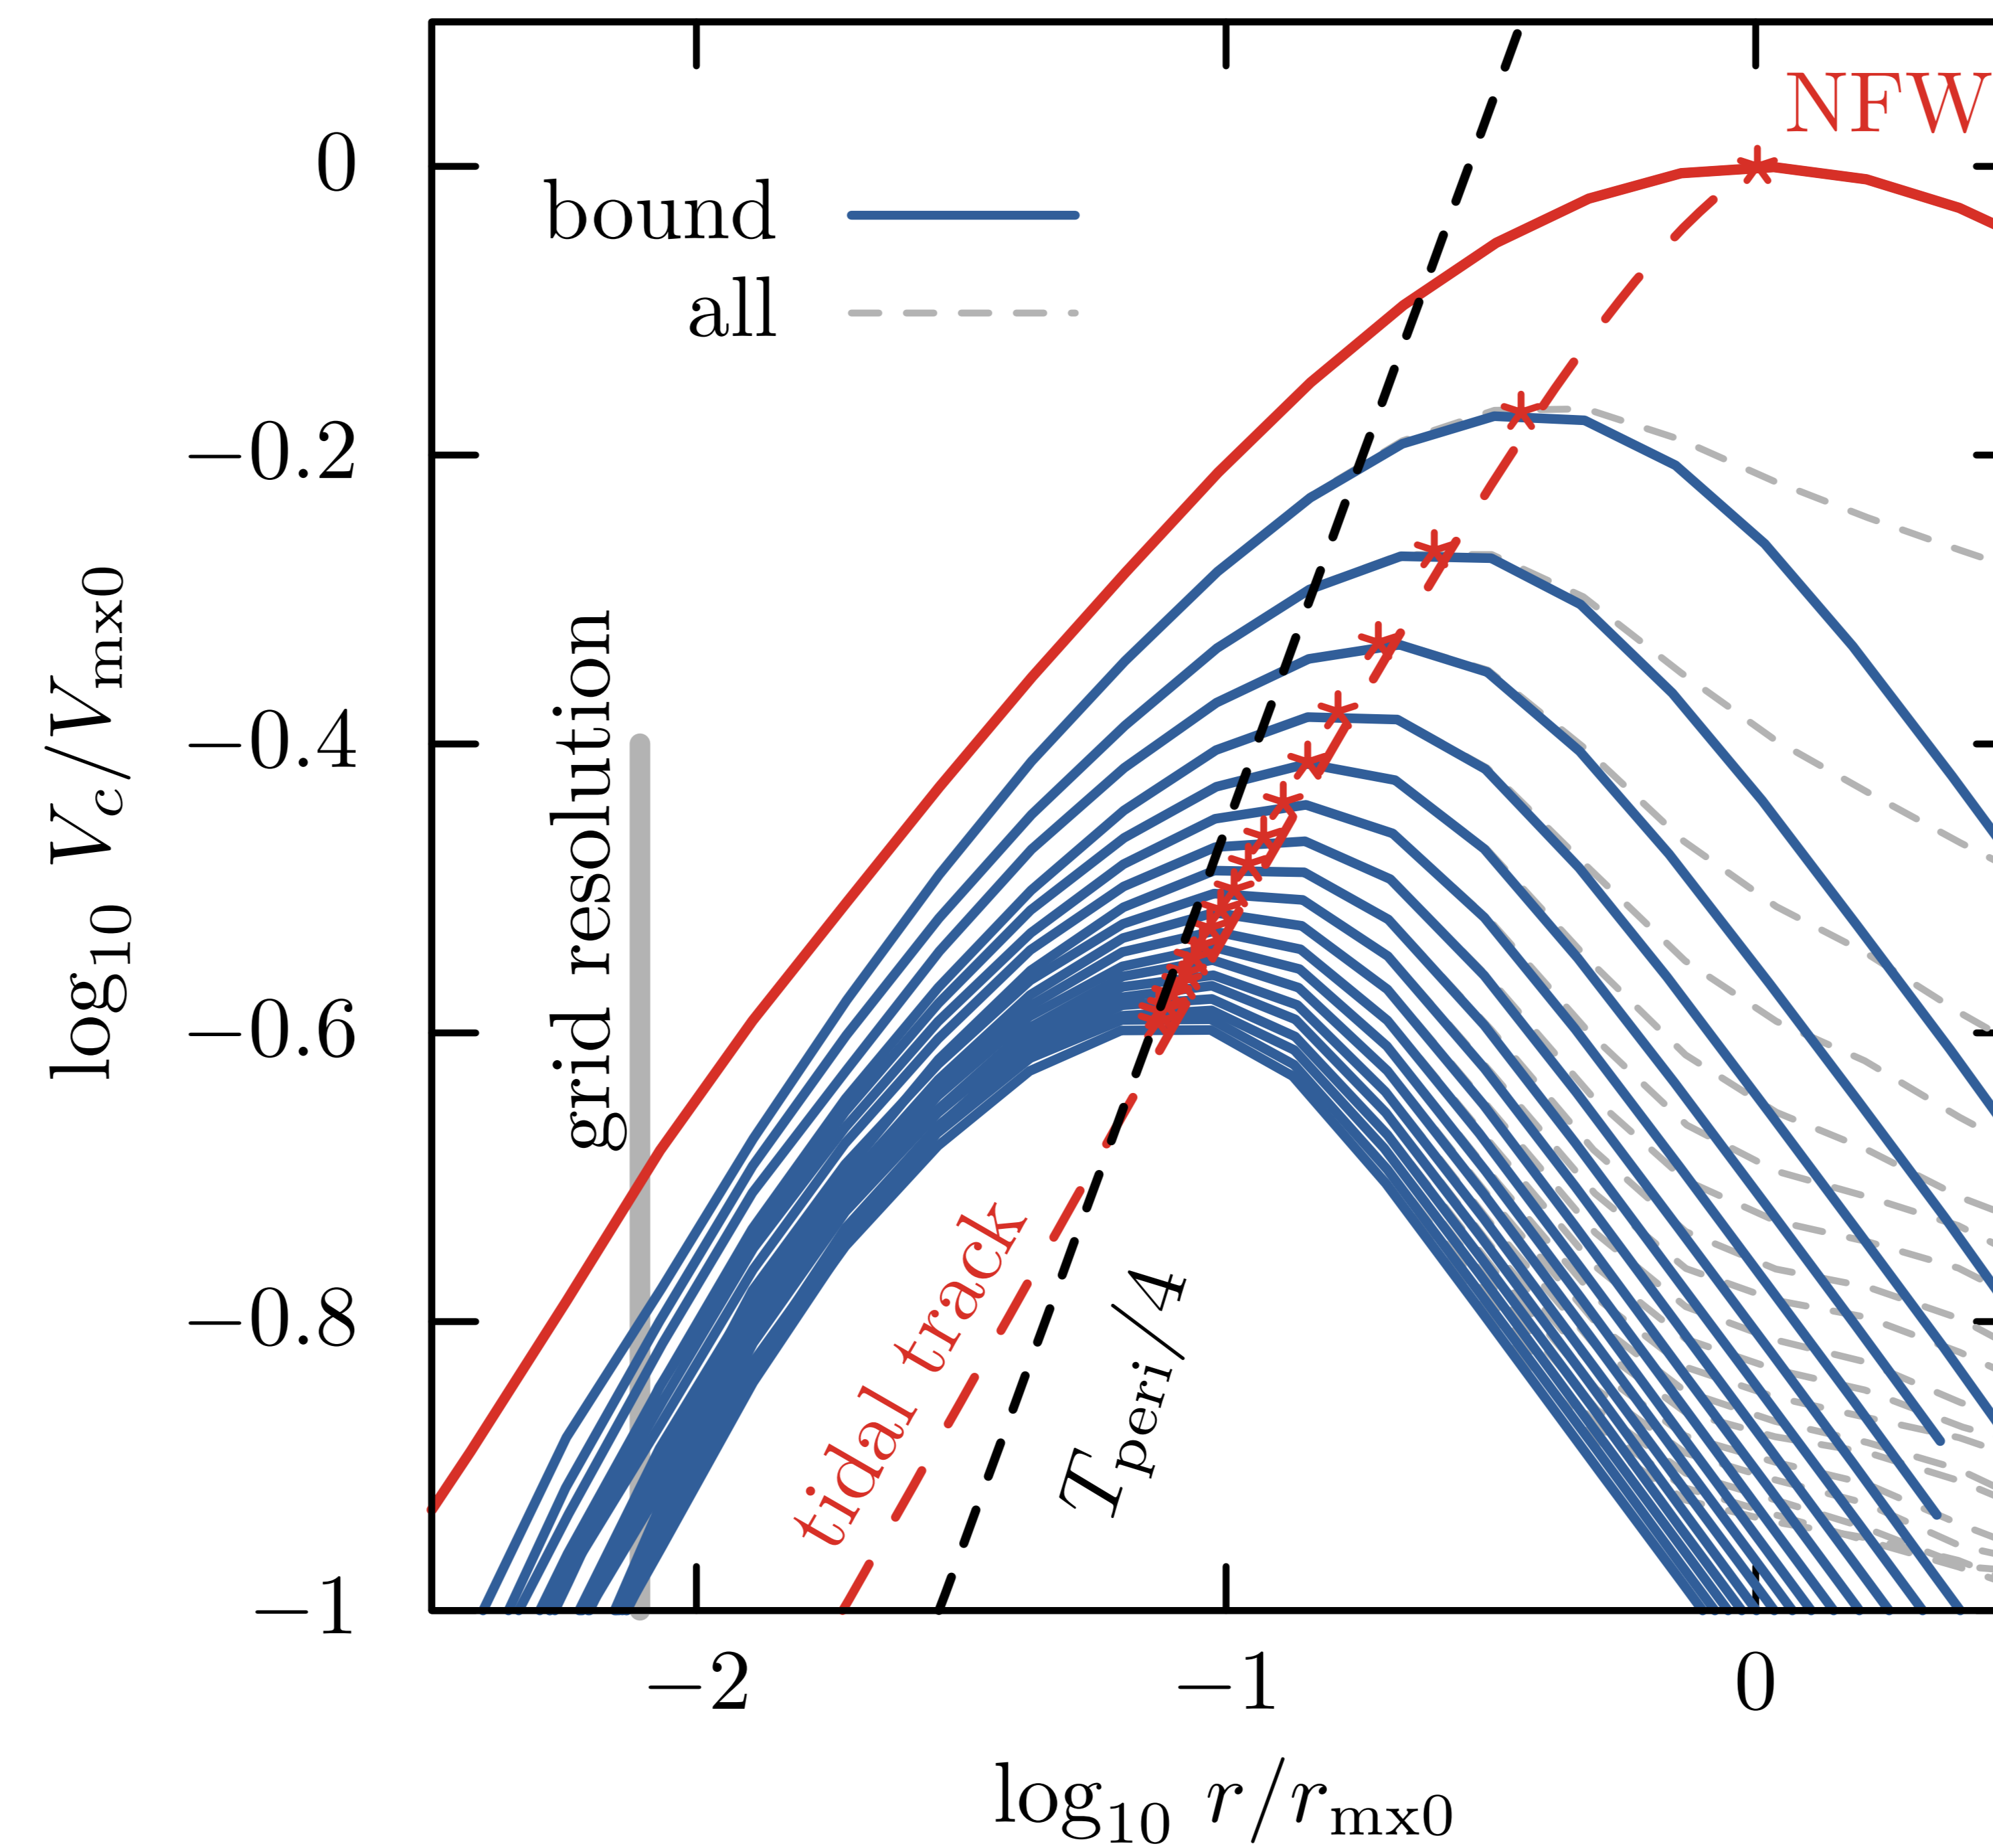 NFW
0
bound
all
−0.2
−0.4
−0.6
−0.8
−1
log10 Vc/Vmx0
grid resolution
tidal track
Tperi/4
−2
−1
0
log10 r/rmx0